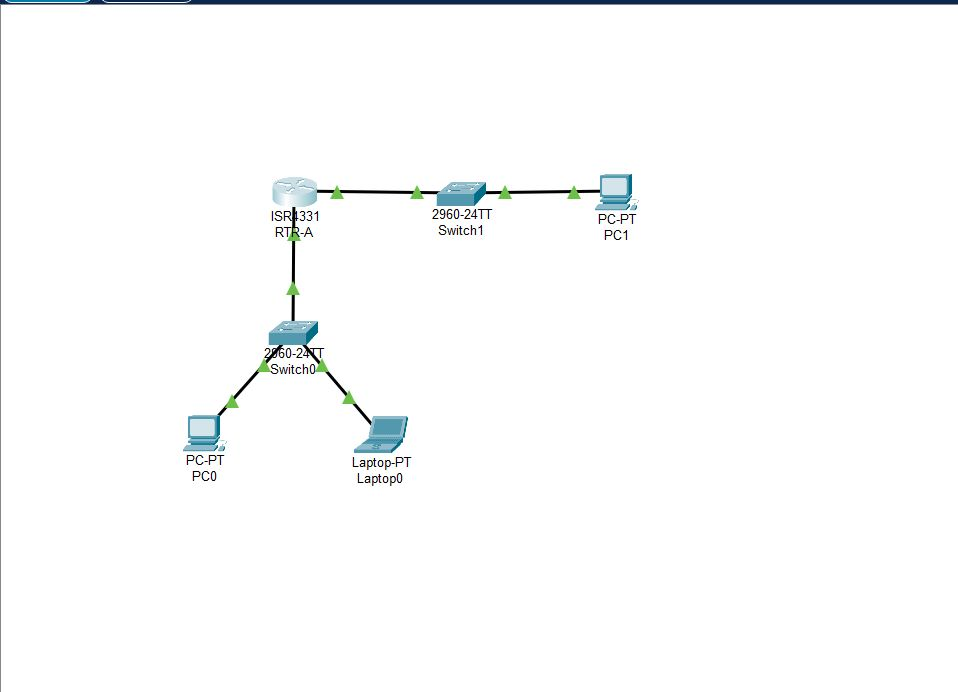 ISR4331
RTR-A
2960-24TT
Switch1
PC-PT
PC1
2960-24TT
Switch0
PC-PT
PC0
Laptop-PT
Laptop0